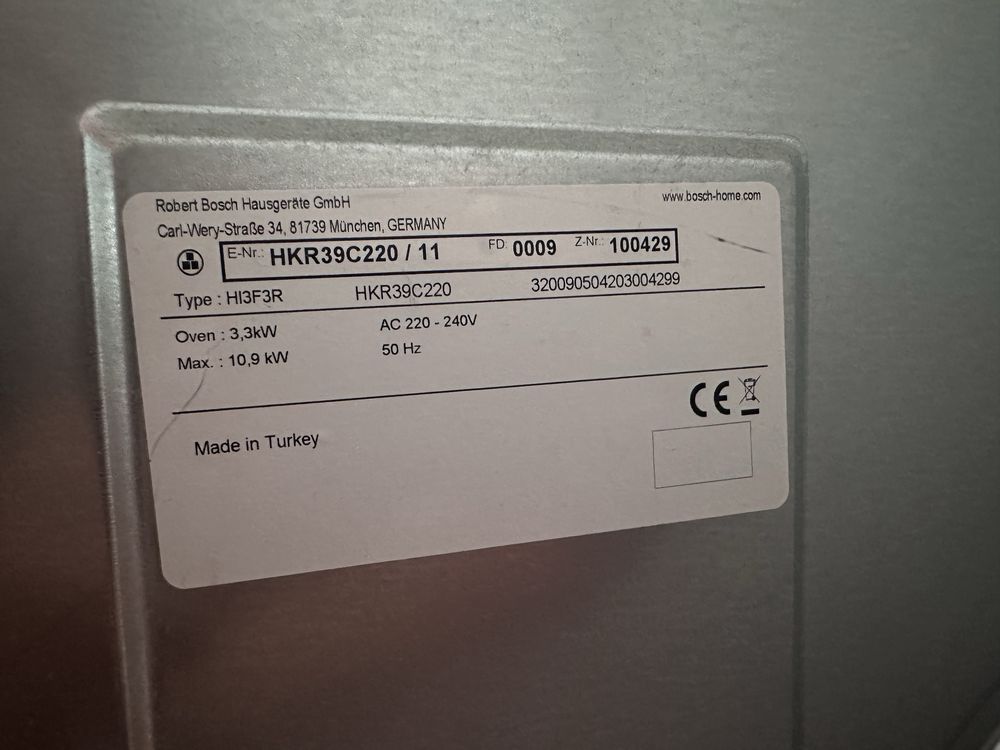 Robert Bosch Hausgeräte GmbH www.bosch-home.com
Carl-Wery-Straße 34, 81739 München, GERMANY
E-Nr.: HKR39C220 / 11 FD: 0009 Z-Nr.: 100429
Type : HI3F3R HKR39C220 320090504203004299
Oven : 3,3kW AC 220 - 240V
Max. : 10,9 kW 50 Hz
CE
Made in Turkey